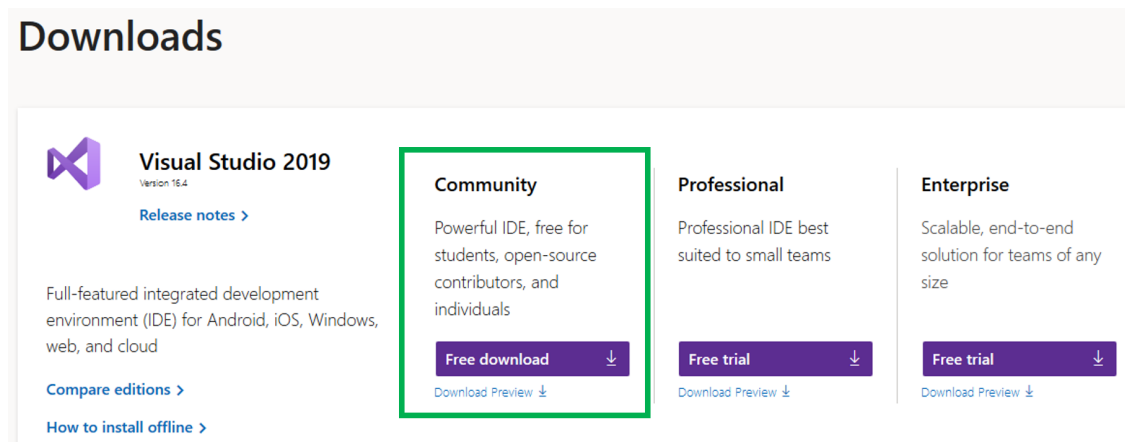 Downloads
Visual Studio 2019
Version 16.4
Release notes
Full-featured integrated development
environment (IDE) for Android, iOS, Windows,
web, and cloud
Compare editions
How to install offline
Community
Powerful IDE, free for
students, open-source
contributors, and
individuals
Free download
Download Preview
Professional
Professional IDE best
suited to small teams
Free trial
Download Preview
Enterprise
Scalable, end-to-end
solution for teams of any
size
Free trial
Download Preview